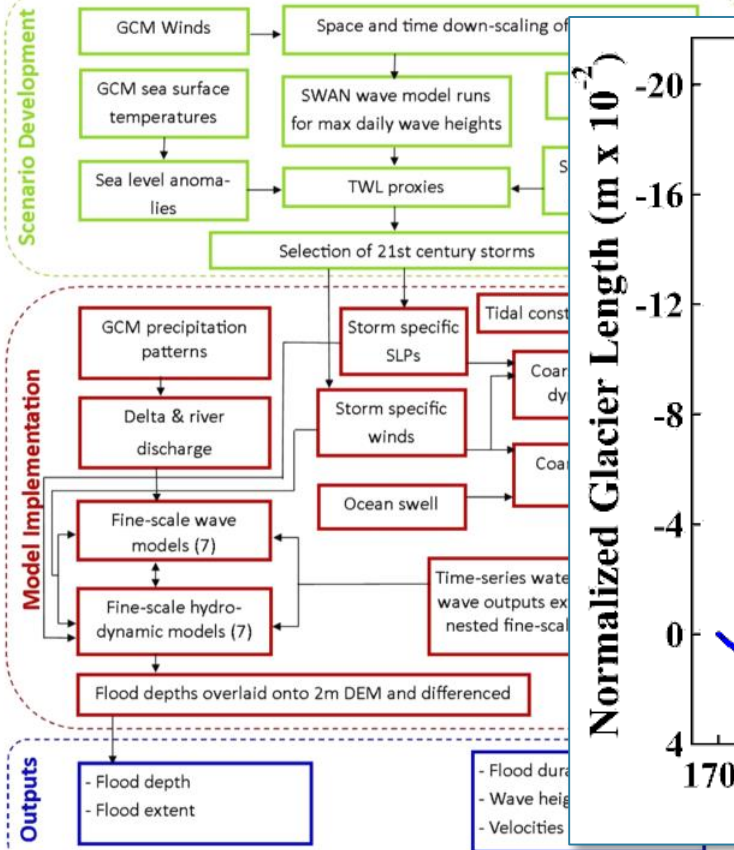 Scenario Development
GCM Winds
Space and time down-scaling of
GCM sea surface
temperatures
SWAN wave model runs
for max daily wave heights
Sea level anoma-
lies
TWL proxies
S
Selection of 21st century storms
Model Implementation
GCM precipitation
patterns
Storm specific
SLPs
Tidal const
Delta & river
discharge
Storm specific
winds
Coar
dy
Ocean swell
Coar
Fine-scale wave
models (7)
Fine-scale hydro-
dynamic models (7)
Time-series wate
wave outputs ex
nested fine-scal
Flood depths overlaid onto 2m DEM and differenced
Outputs
- Flood depth
- Flood extent
- Flood dura
- Wave heig
- Velocities
Normalized Glacier Length (m x 10^-2)
-20
-16
-12
-8
-4
0
4
170